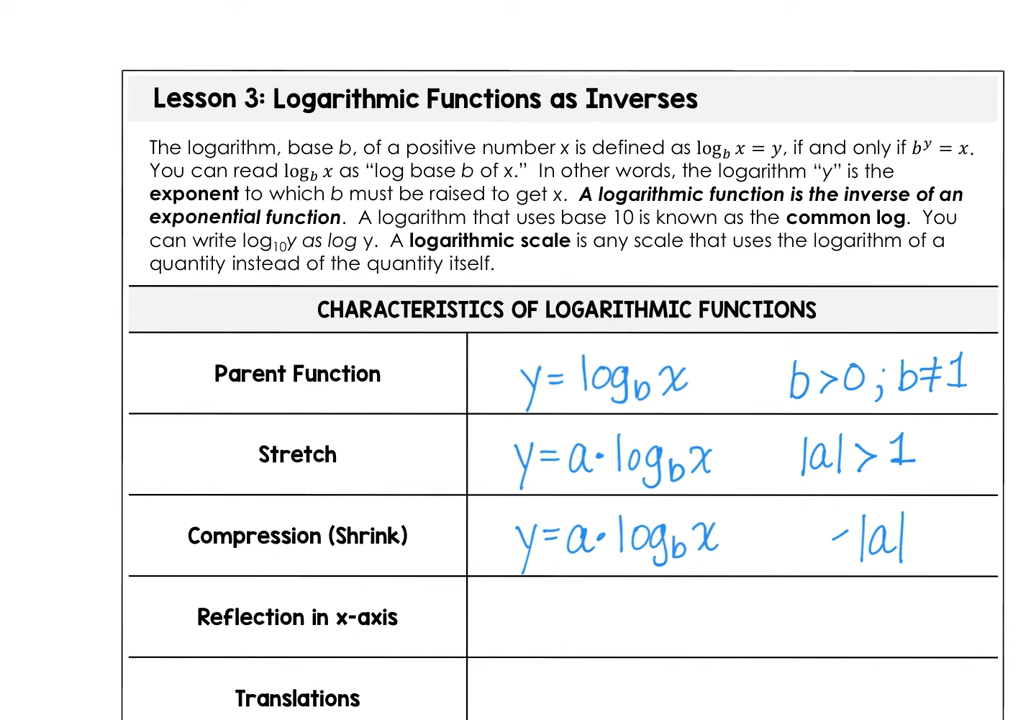 Lesson 3: Logarithmic Functions as Inverses
The logarithm, base b, of a positive number x is defined as log_b x = y, if and only if b^y = x.
You can read log_b x as “log base b of x.” In other words, the logarithm “y” is the
exponent to which b must be raised to get x. A logarithmic function is the inverse of an
exponential function. A logarithm that uses base 10 is known as the common log. You
can write log₁₀y as log y. A logarithmic scale is any scale that uses the logarithm of a
quantity instead of the quantity itself.
CHARACTERISTICS OF LOGARITHMIC FUNCTIONS
Parent Function y = log_b x b > 0 ; b ≠ 1
Stretch y = a · log_b x |a| > 1
Compression (Shrink) y = a · log_b x - |a|
Reflection in x-axis
Translations